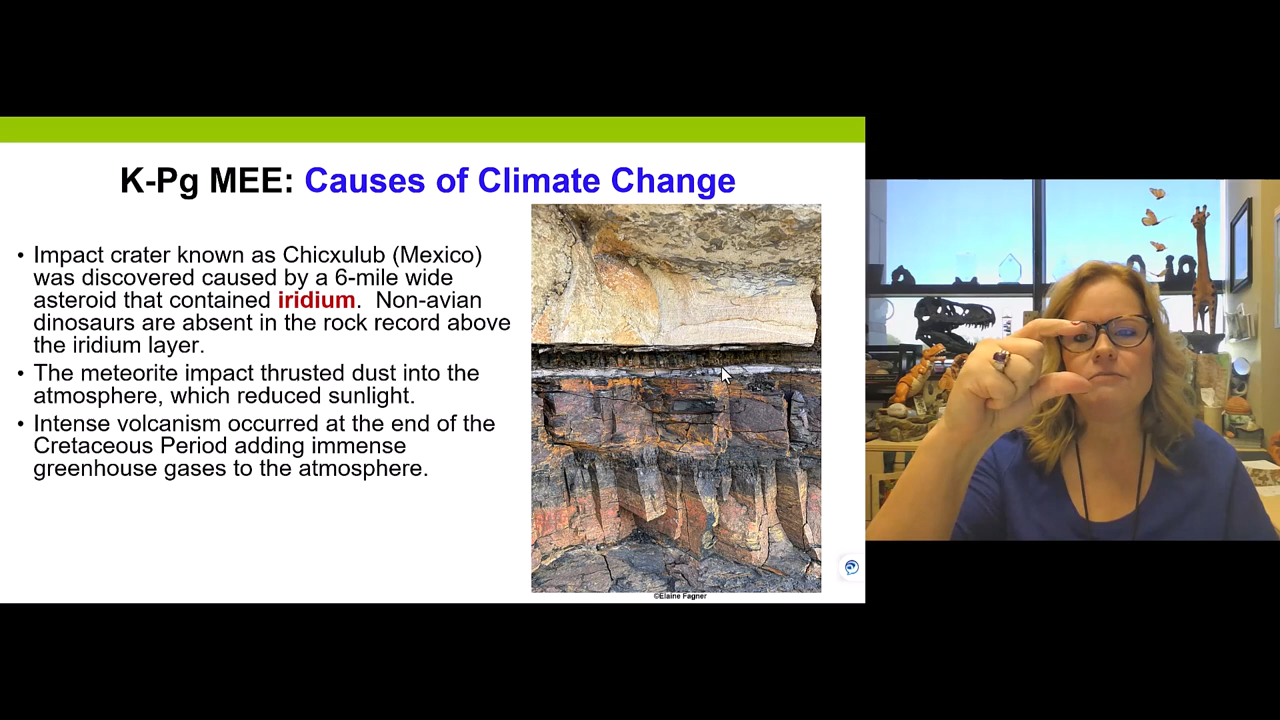 K-Pg MEE: Causes of Climate Change
• Impact crater known as Chicxulub (Mexico)
was discovered caused by a 6-mile wide
asteroid that contained iridium.  Non-avian
dinosaurs are absent in the rock record above
the iridium layer.
• The meteorite impact thrusted dust into the
atmosphere, which reduced sunlight.
• Intense volcanism occurred at the end of the
Cretaceous Period adding immense
greenhouse gases to the atmosphere.
©Elaine Fagner